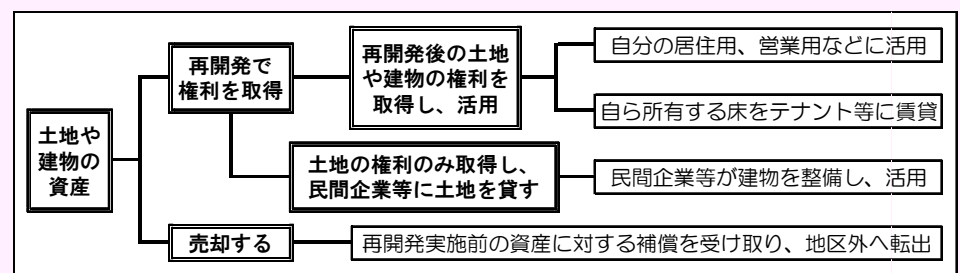 土地や
建物の
資産
再開発で
権利を取得
再開発後の土地
や建物の権利を
取得し、活用
自分の居住用、営業用などに活用
自ら所有する床をテナント等に賃貸
土地の権利のみ取得し、
民間企業等に土地を貸す
民間企業等が建物を整備し、活用
売却する
再開発実施前の資産に対する補償を受け取り、地区外へ転出